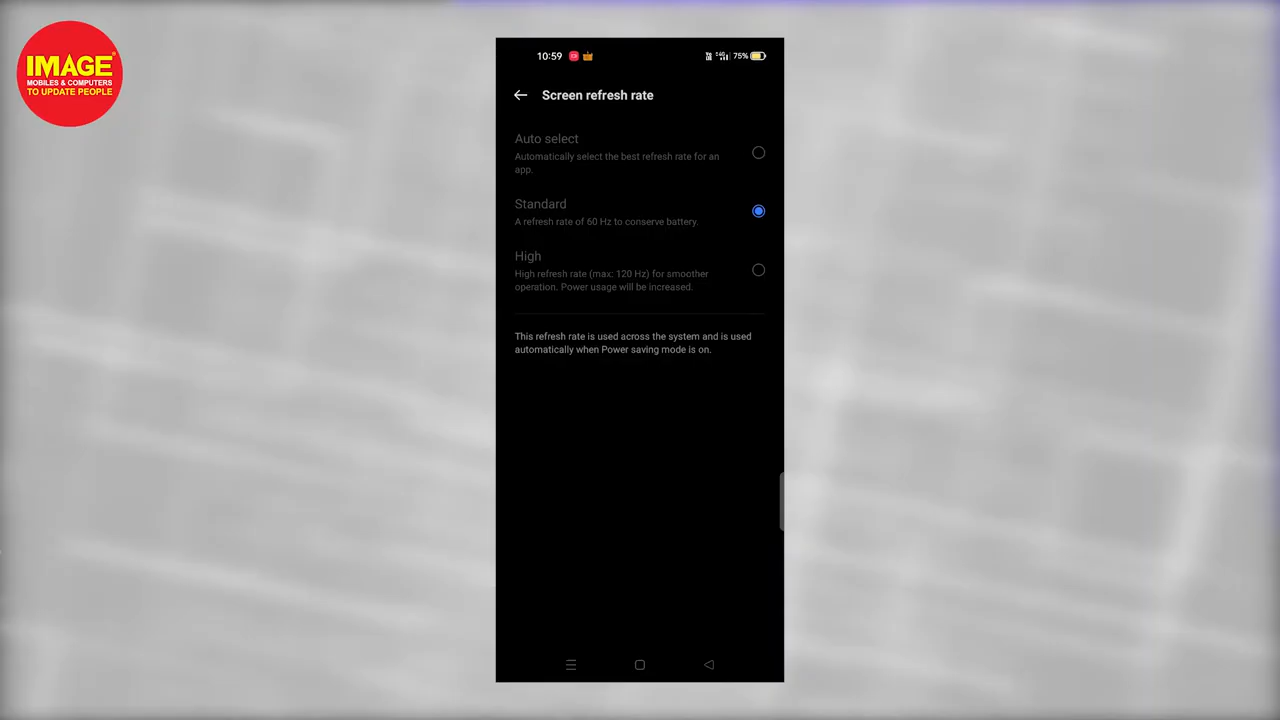 IMAGE
MOBILES & COMPUTERS
TO UPDATE PEOPLE
10:59
75%
Screen refresh rate
Auto select
Automatically select the best refresh rate for an
app.
Standard
A refresh rate of 60 Hz to conserve battery.
High
High refresh rate (max: 120 Hz) for smoother
operation. Power usage will be increased.
This refresh rate is used across the system and is used
automatically when Power saving mode is on.